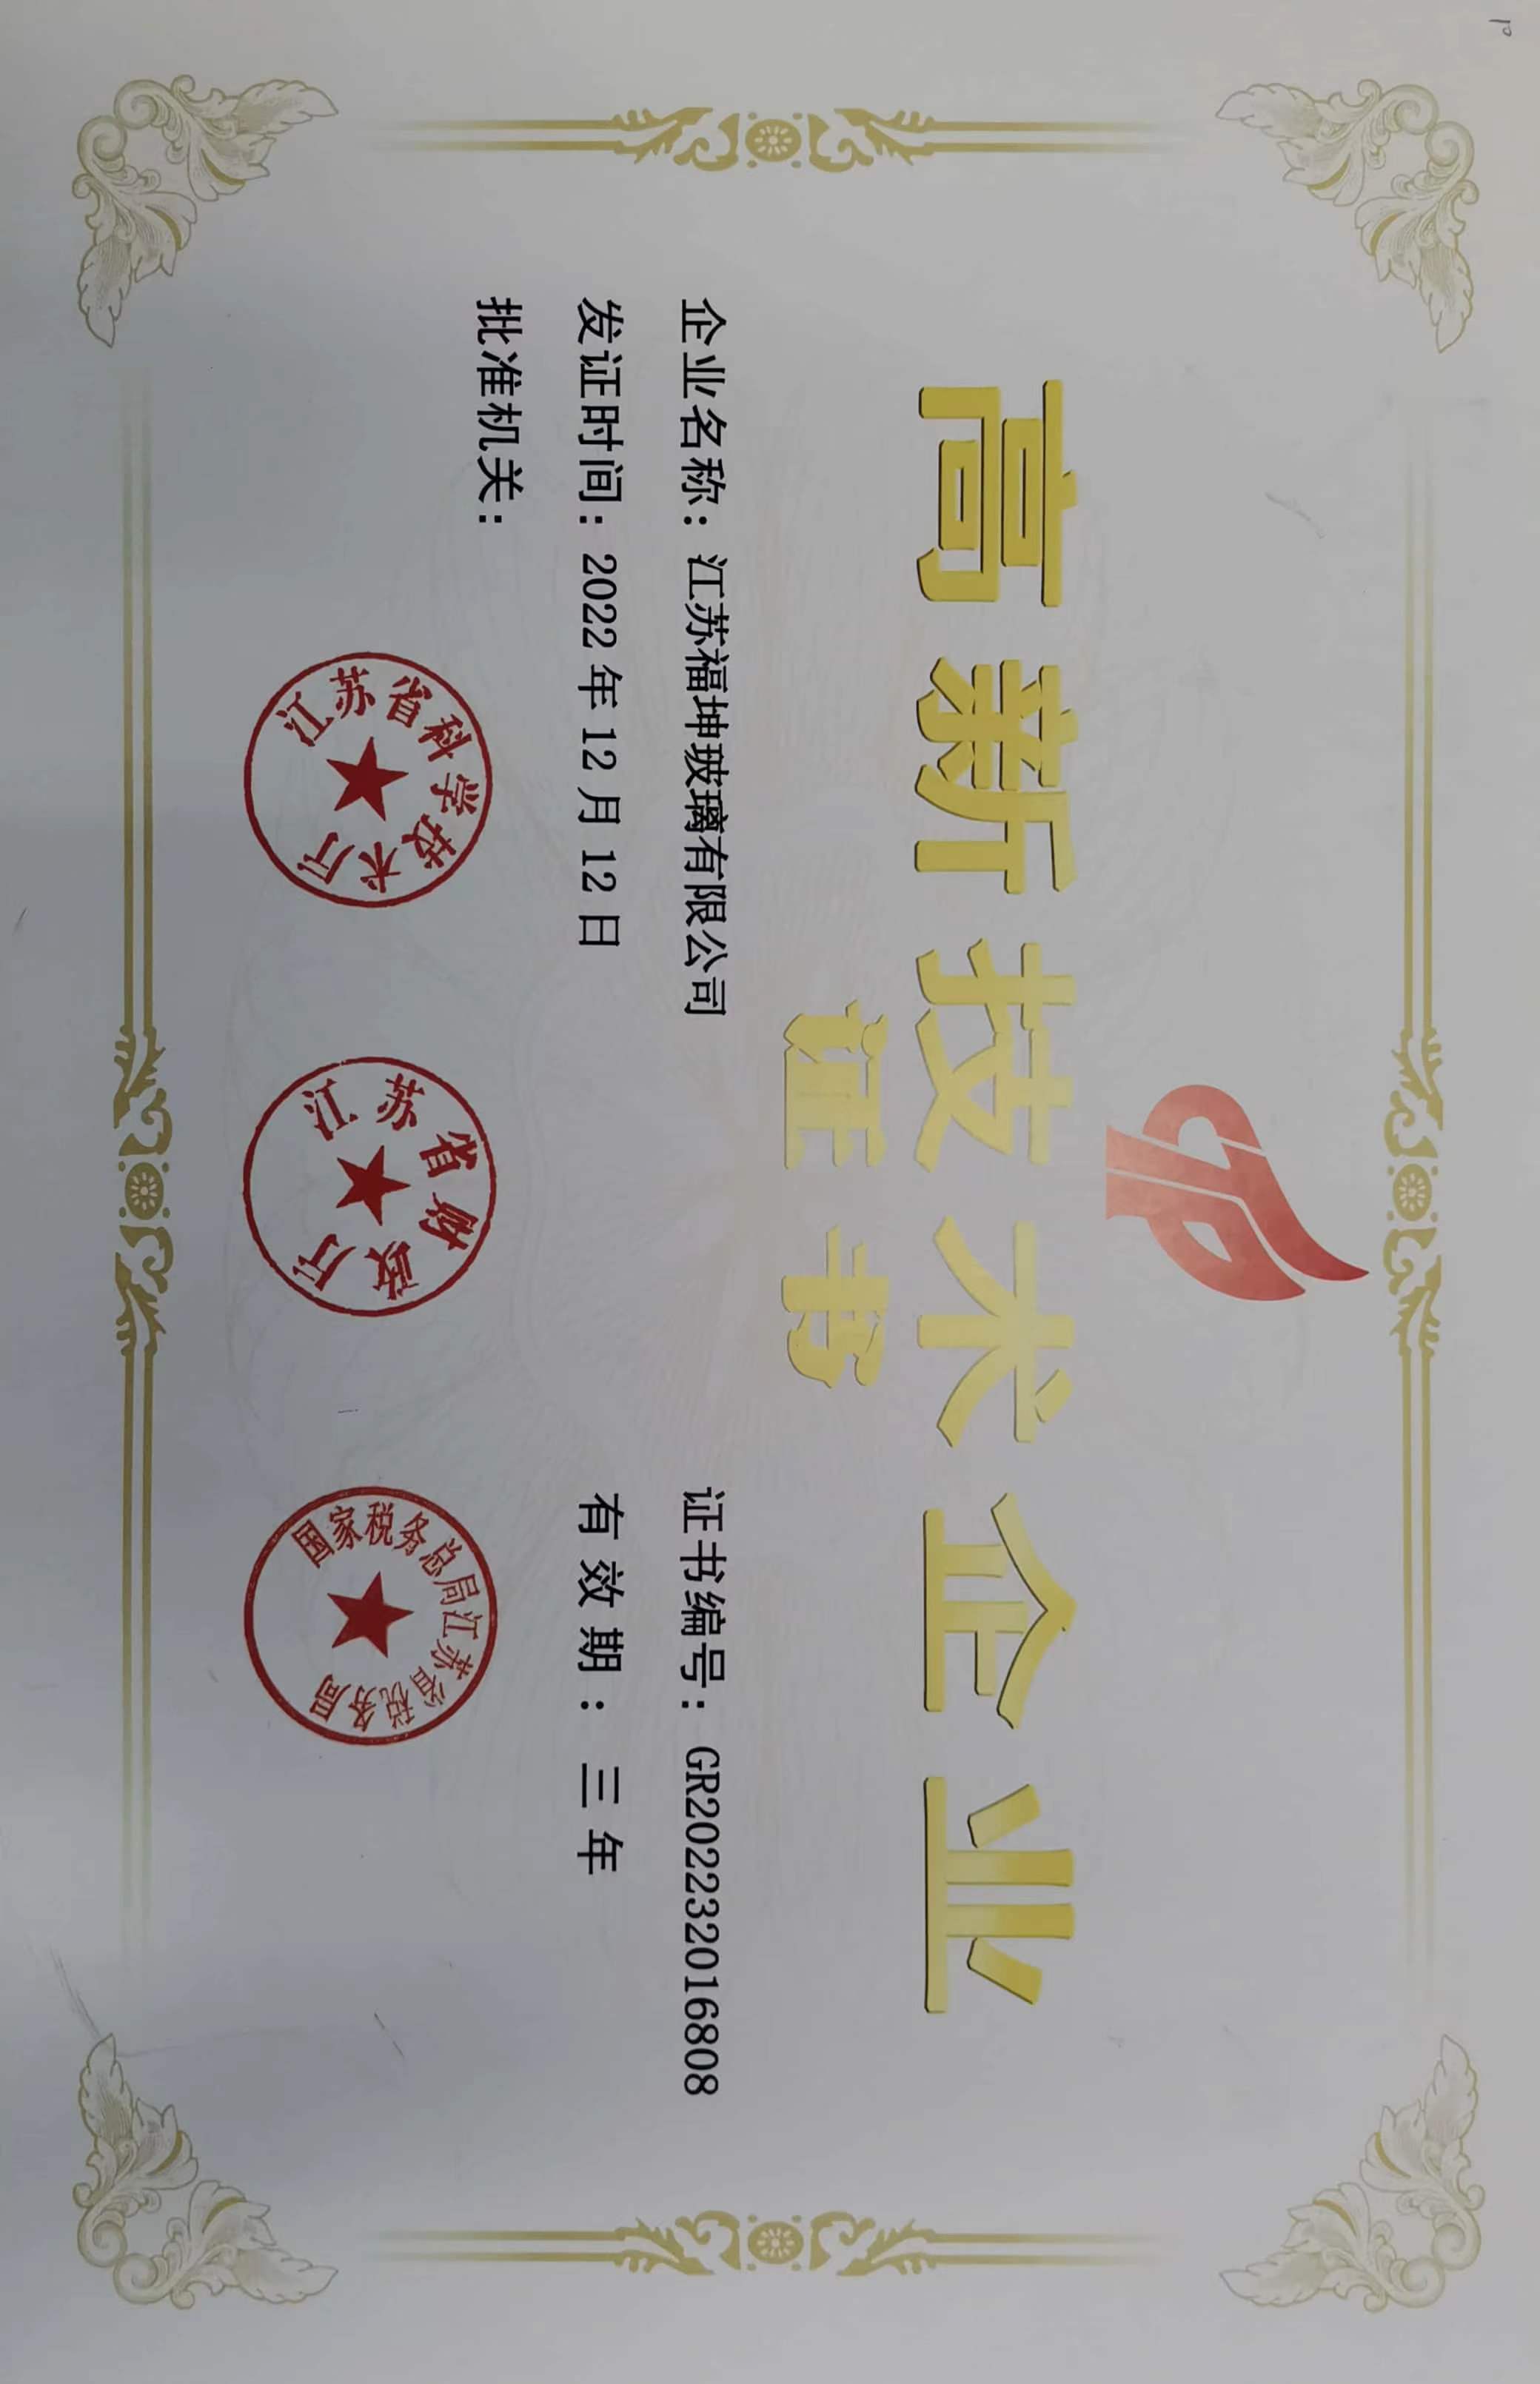 高新技术企业
证书
企业名称：江苏福坤玻璃有限公司
证书编号：GR202232016808
发证时间：2022年12月12日
有效期：三年
批准机关：
江苏省科学技术厅
江苏省财政厅
国家税务总局江苏省税务局